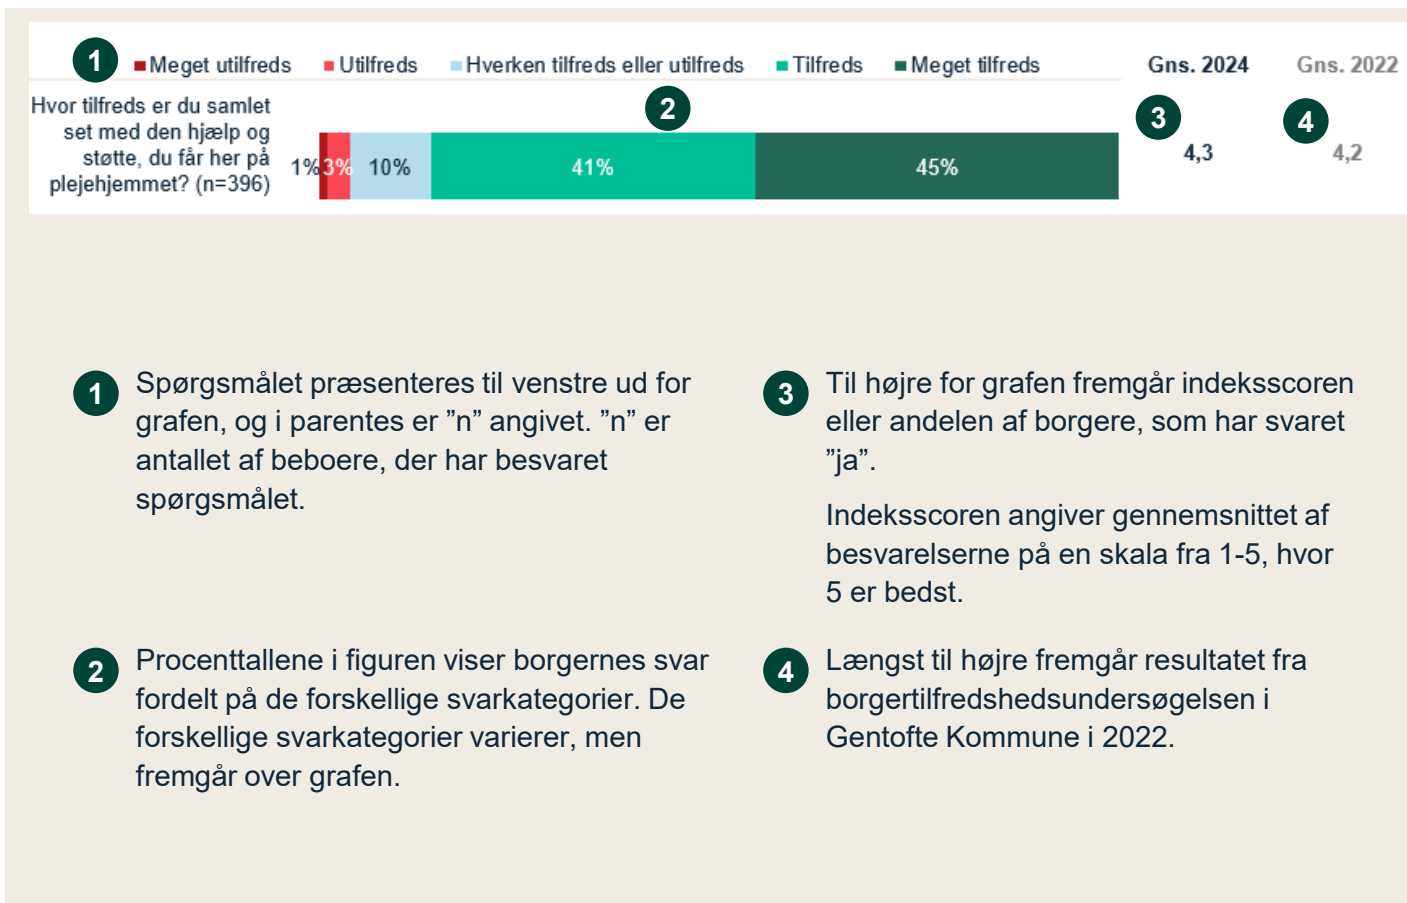 1 Meget utilfreds Utilfreds Hverken tilfreds eller utilfreds Tilfreds Meget tilfreds Gns. 2024 Gns. 2022
Hvor tilfreds er du samlet
set med den hjælp og
støtte, du får her på
plejehjemmet? (n=396)
2
1% 3% 10% 41% 45%
3
4,3
4
4,2
1 Spørgsmålet præsenteres til venstre ud for
grafen, og i parentes er ”n” angivet. ”n” er
antallet af beboere, der har besvaret
spørgsmålet.
2 Procenttallene i figuren viser borgernes svar
fordelt på de forskellige svarkategorier. De
forskellige svarkategorier varierer, men
fremgår over grafen.
3 Til højre for grafen fremgår indeksscoren
eller andelen af borgere, som har svaret
”ja”.
Indeksscoren angiver gennemsnittet af
besvarelserne på en skala fra 1-5, hvor
5 er bedst.
4 Længst til højre fremgår resultatet fra
borgertilfredshedsundersøgelsen i
Gentofte Kommune i 2022.